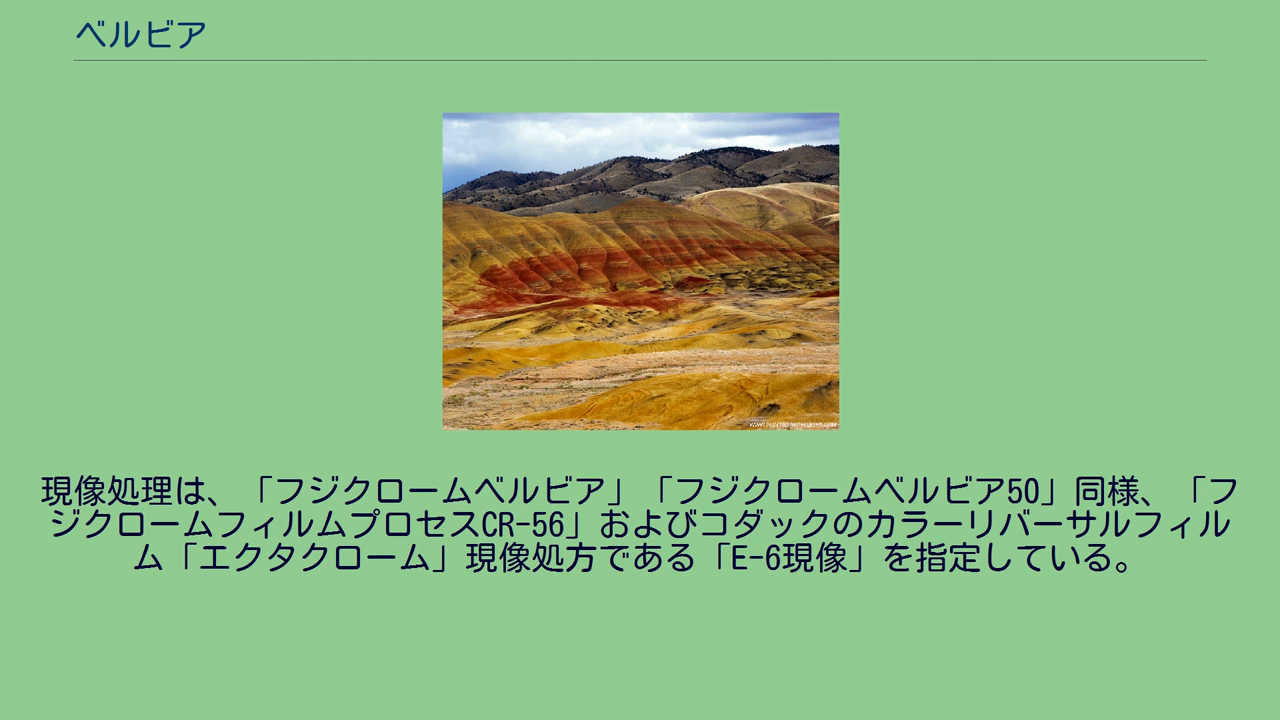 ベルビア
現像処理は、「フジクロームベルビア」「フジクロームベルビア50」同様、「フ
ジクロームフィルムプロセスCR-56」およびコダックのカラーリバーサルフィル
ム「エクタクローム」現像処方である「E-6現像」を指定している。